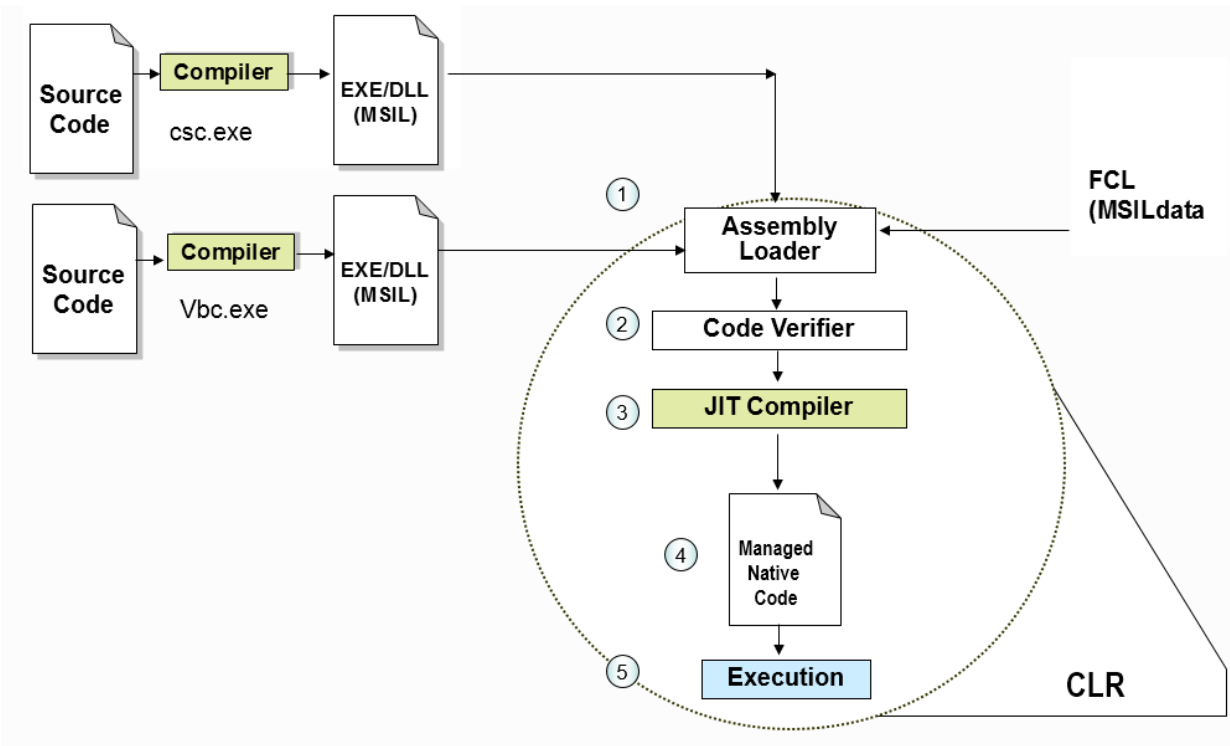 Source
Code
Compiler
csc.exe
EXE/DLL
(MSIL)
Source
Code
Compiler
Vbc.exe
EXE/DLL
(MSIL)
FCL
(MSILdata
1
Assembly
Loader
2
Code Verifier
3
JIT Compiler
4
Managed
Native
Code
5
Execution
CLR